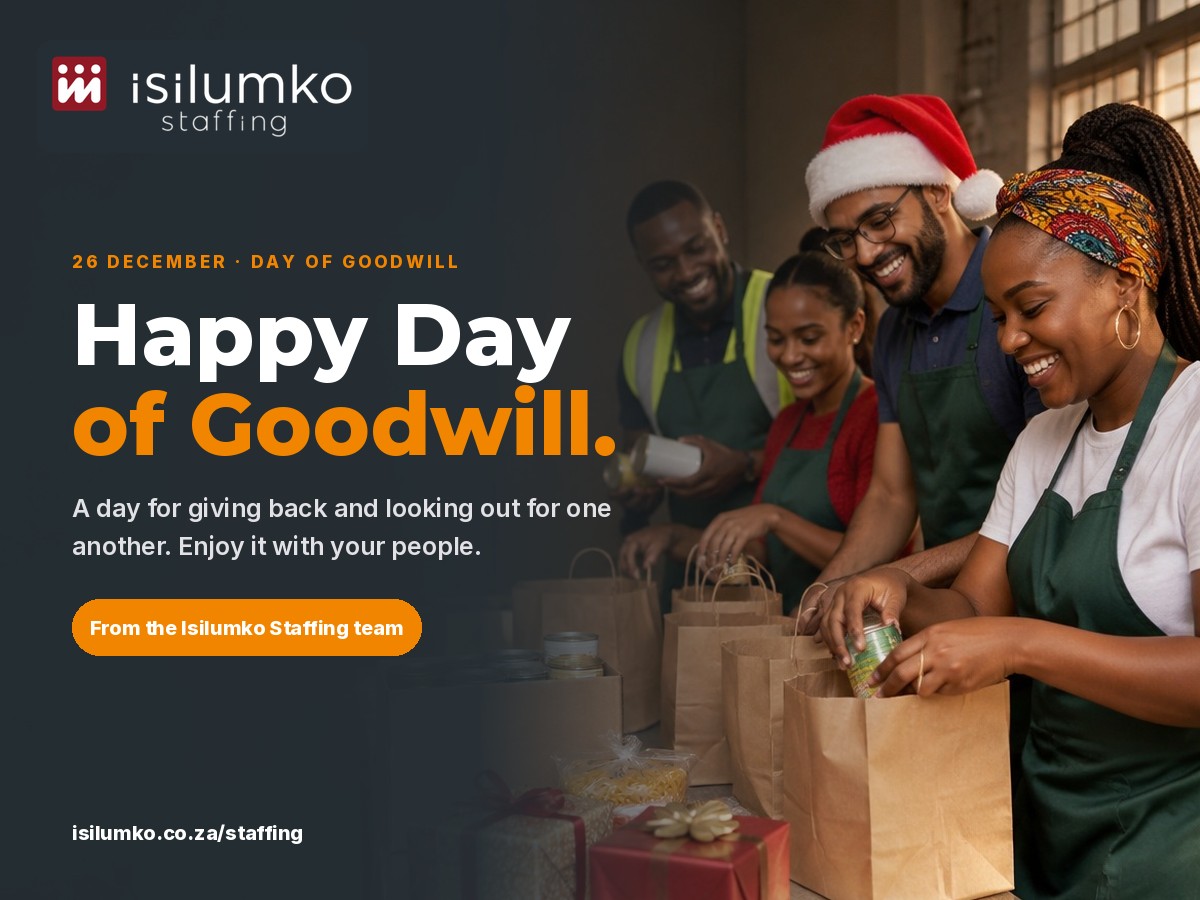 isilumko
staffing
26 DECEMBER · DAY OF GOODWILL
Happy Day
of Goodwill.
A day for giving back and looking out for one
another. Enjoy it with your people.
From the Isilumko Staffing team
isilumko.co.za/staffing